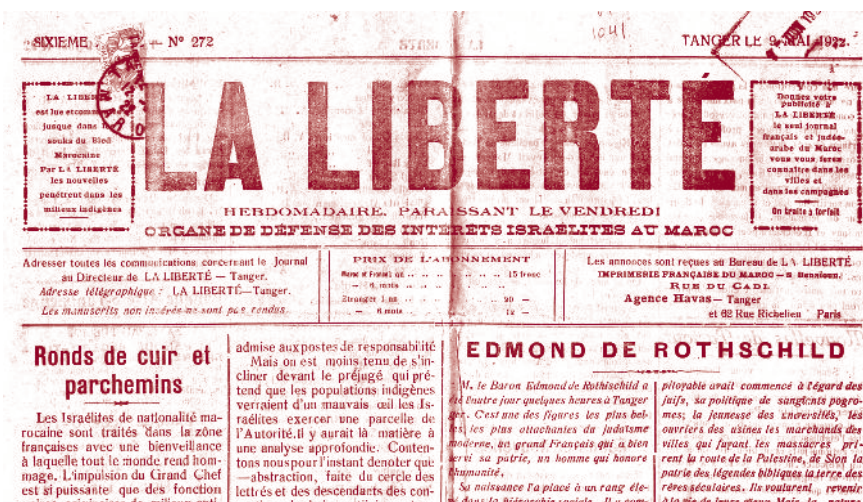 SIXIEME
— N° 272
1041
TANGER LE 9 MAI 1922.
LA LIBERTÉ
est lue et
jusque dans
souks du Bled
Marocaine
Par LA LIBERTÉ
les nouvelles
penétrent dans les
milieux indigènes
LA LIBERTÉ
HEBDOMADAIRE, PARAISSANT LE VENDREDI
ORGANE DE DÉFENSE DES INTÉRÊTS ISRAÉLITES AU MAROC
Donnez votre
publicité à
LA LIBERTÉ
le seul journal
français et judéo-
arabe du Maroc
vous vous ferez
connaitre dans les
villes et
dans les campagnes
On traite a forfait
Adresser toutes les communications concernant le Journal
au Directeur de LA LIBERTÉ — Tanger.
Adresse télégraphique : LA LIBERTÉ—Tanger.
Les manuscrits non insérés ne sont pas rendus
PRIX DE L'ABONNEMENT
Maroc et France 1 an .. .. .. .. 15 francs
— 6 mois .. .. ..
Etranger 1 an .. .. .. 20 —
— 6 mois .. .. 12 —
Les annonces sont reçues au Bureau de LA LIBERTÉ
IMPRIMERIE FRANÇAISE DU MAROC—
RUE DU CADI
Agence Havas — Tanger
et 62 Rue Richelieu Paris
Ronds de cuir et
parchemins
Les Israélites de nationalité ma-
rocaine sont traités dans la zône
françaises avec une bienveillance
à laquelle tout le monde rend hom-
mage. L'impulsion du Grand Chef
est si puissante que des fonction
admise aux postes de responsabilité
Mais on est moins tenu de s'in-
cliner devant le préjugé qui pré-
tend que les populations indigènes
verraient d'un mauvais œil les Is-
raélites exercer une parcelle de
l'Autorité.Il y aurait là matière à
une analyse approfondie. Conten-
tons nous pour l'instant denoter que
—abstraction, faite du cercle des
lettrés et des descendants des con-
EDMOND DE ROTHSCHILD
M. le Baron Edmond de Rothschild a
été l'autre jour quelques heures à Tanger
C'est une des figures les plus bel-
les, les plus attachantes du judaïsme
moderne, un grand Français qui a bien
servi sa patrie, un homme qui honore
l'humanité,
Sa naissance l'a placé à un rang éle-
vé dans la hiérarchie sociale. Il a
pitoyable avait commencé à l'égard des
juifs, sa politique de sanglants pogro-
mes; la jeunesse des universités, les
ouvriers des usines les marchands des
villes qui fuyant les massacres pri-
rent la route de la Palestine, de Sion la
patrie des légendes bibliques la terre des
rêves séculaires. Ils voulurent revenir